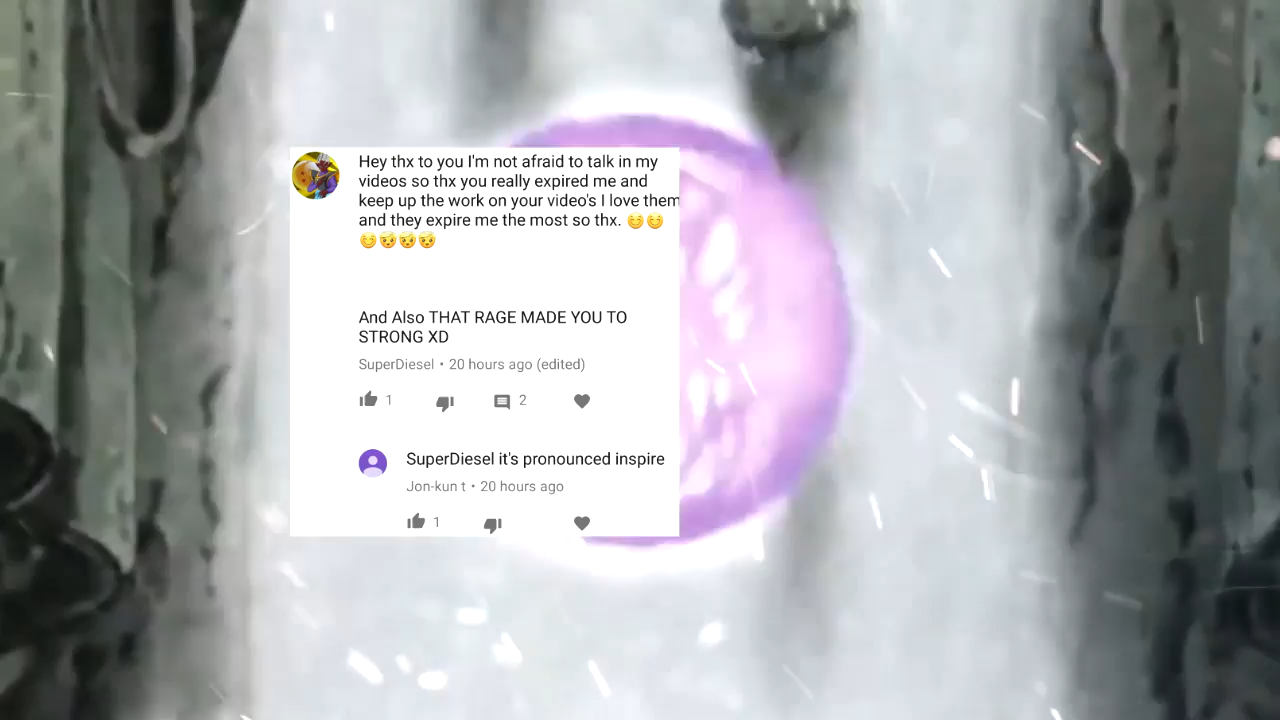 Hey thx to you I'm not afraid to talk in my
videos so thx you really expired me and
keep up the work on your video's I love them
and they expire me the most so thx. 😊😊
😊🤕🤕🤕
And Also THAT RAGE MADE YOU TO
STRONG XD
SuperDiesel • 20 hours ago (edited)
1 2
SuperDiesel it's pronounced inspire
Jon-kun t • 20 hours ago
1